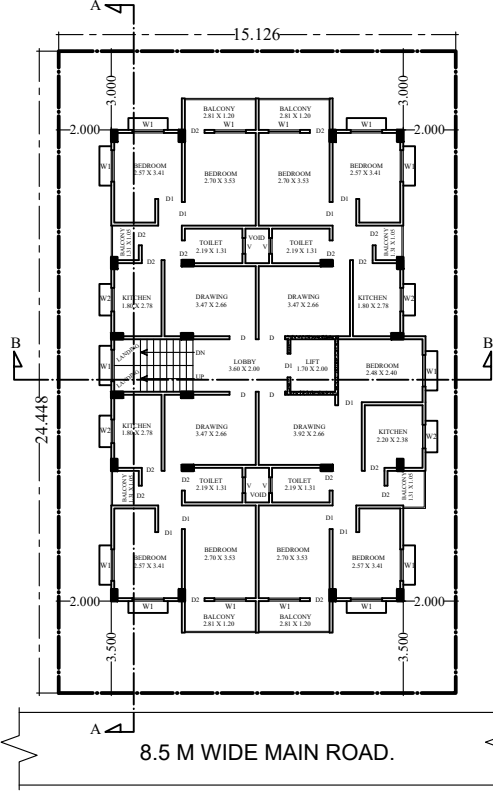 A
15.126
3.000
3.000
BALCONY
2.81 X 1.20
BALCONY
2.81 X 1.20
2.000
2.000
W1
W1
W1
W1
D2
D2
W1
W1
BEDROOM
2.57 X 3.41
BEDROOM
2.70 X 3.53
BEDROOM
2.70 X 3.53
BEDROOM
2.57 X 3.41
D1
D1
D1
D1
BALCONY
1.31 X 1.05
D2
D2
TOILET
2.19 X 1.31
VOID
V V
TOILET
2.19 X 1.31
D2
D2
BALCONY
1.31 X 1.05
D2
D2
W2
KITCHEN
1.80 X 2.78
DRAWING
3.47 X 2.66
DRAWING
3.47 X 2.66
KITCHEN
1.80 X 2.78
W2
D
D
B
B
W1
LANDING
LANDING
DN
UP
LOBBY
3.60 X 2.00
D1
LIFT
1.70 X 2.00
BEDROOM
2.48 X 2.40
W1
D
D
D1
24.448
W2
KITCHEN
1.80 X 2.78
DRAWING
3.47 X 2.66
DRAWING
3.92 X 2.66
KITCHEN
2.20 X 2.38
W2
D2
D2
BALCONY
1.31 X 1.05
D2
D2
TOILET
2.19 X 1.31
V V
VOID
TOILET
2.19 X 1.31
D2
D2
BALCONY
1.31 X 1.05
D1
D1
D1
D1
W1
BEDROOM
2.57 X 3.41
BEDROOM
2.70 X 3.53
BEDROOM
2.70 X 3.53
BEDROOM
2.57 X 3.41
W1
2.000
2.000
W1
D2
W1
W1
D2
W1
BALCONY
2.81 X 1.20
BALCONY
2.81 X 1.20
3.500
3.500
A
8.5 M WIDE MAIN ROAD.